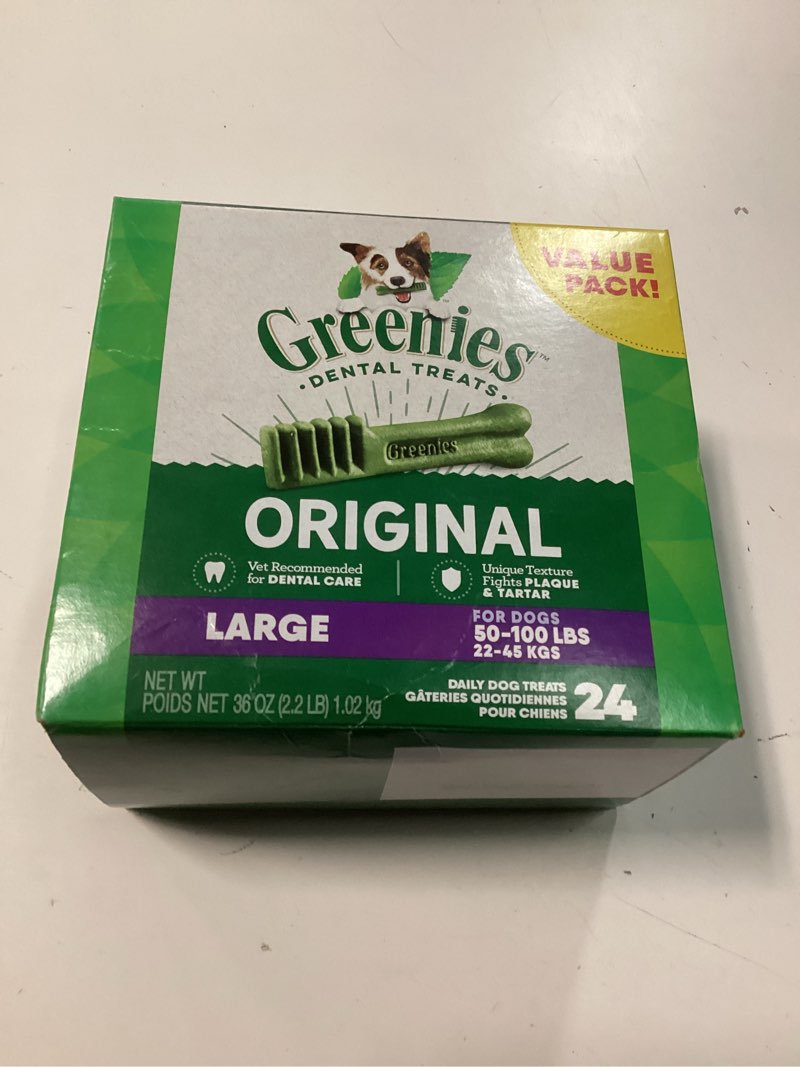 VALUE
PACK!
Greenies™
• DENTAL TREATS •
Greenies
ORIGINAL
Vet Recommended
for DENTAL CARE
Unique Texture
Fights PLAQUE
& TARTAR
LARGE
FOR DOGS
50-100 LBS
22-45 KGS
NET WT
POIDS NET 36 OZ (2.2 LB) 1.02 kg
DAILY DOG TREATS
GÂTERIES QUOTIDIENNES
POUR CHIENS
24